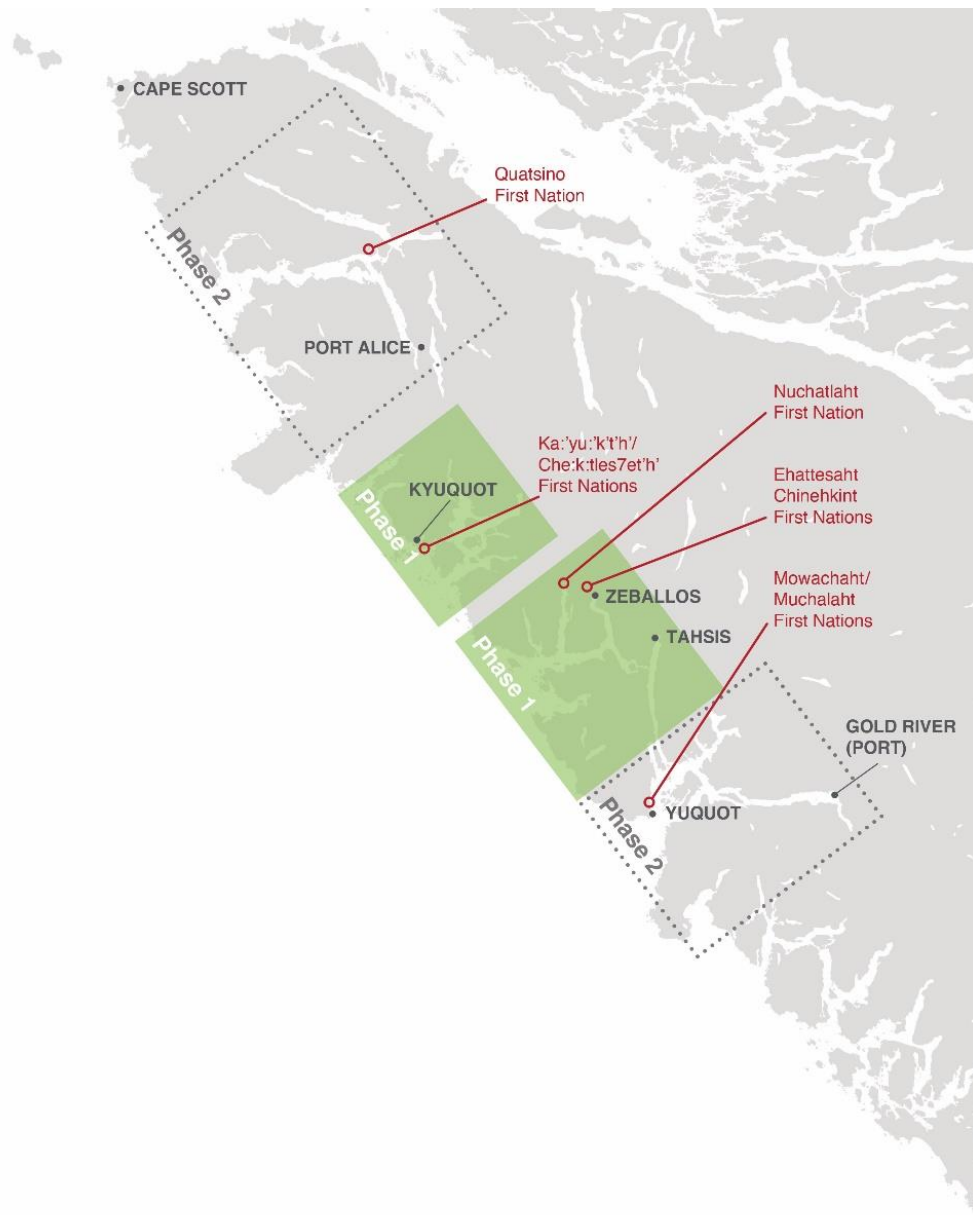 CAPE SCOTT
Quatsino
First Nation
Phase 2
PORT ALICE
Nuchatlaht
First Nation
Ka:'yu:'k't'h'/
Che:k:tles7et'h'
First Nations
KYUQUOT
Phase 1
Ehattesaht
Chinehkint
First Nations
Mowachaht/
Muchalaht
First Nations
ZEBALLOS
TAHSIS
Phase 1
GOLD RIVER
(PORT)
YUQUOT
Phase 2